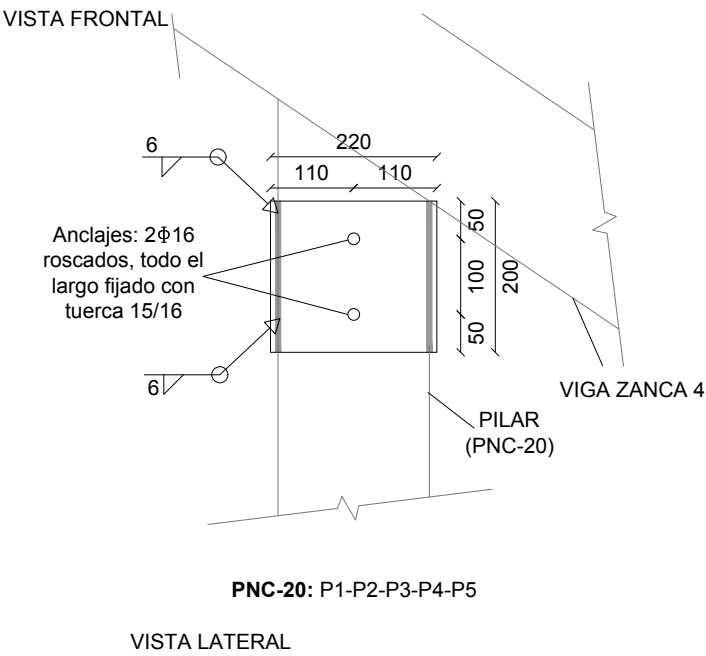 VISTA FRONTAL
6
220
110 110
50
100
200
50
Anclajes: 2Φ16
roscados, todo el
largo fijado con
tuerca 15/16
6
VIGA ZANCA 4
PILAR
(PNC-20)
PNC-20: P1-P2-P3-P4-P5
VISTA LATERAL